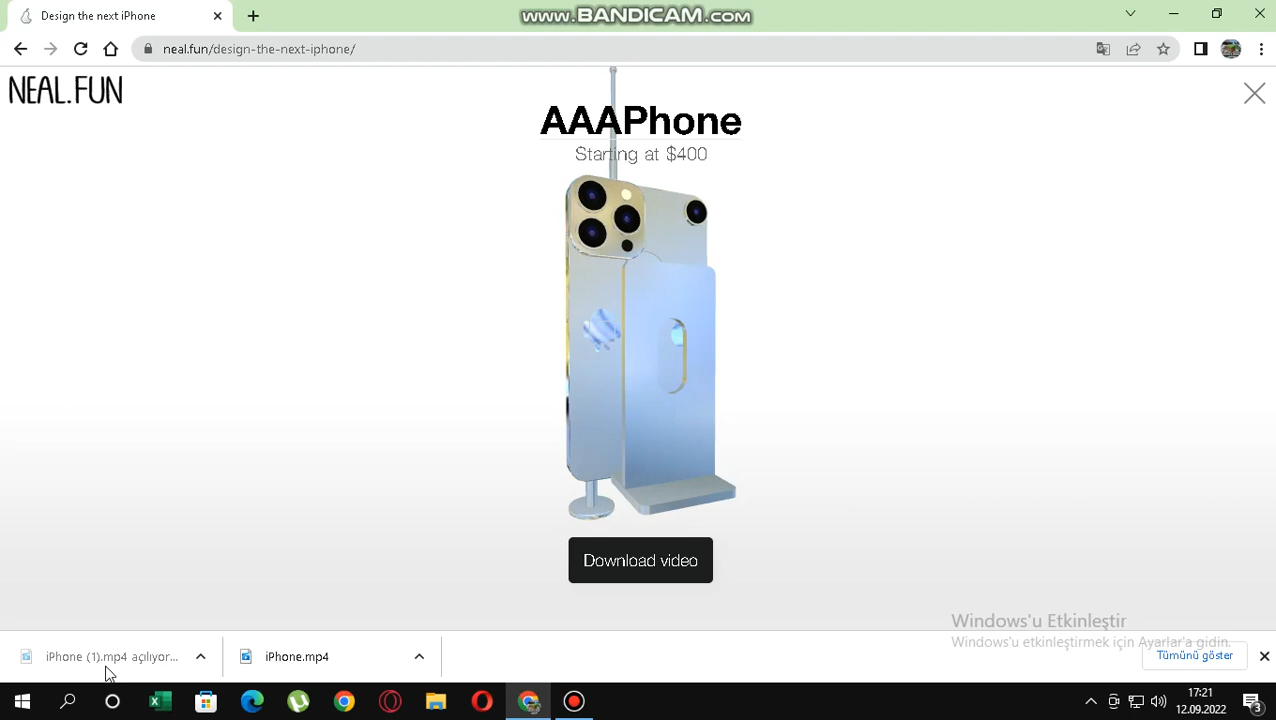 Design the next iPhone
www.BANDICAM.com
neal.fun/design-the-next-iphone/
NEAL.FUN
AAAPhone
Starting at $400
Download video
Windows'u Etkinleştir
Windows'u etkinleştirmek için Ayarlar'a gidin.
iPhone (1).mp4 açılıyor...
iPhone.mp4
Tümünü göster
17:21
12.09.2022
3